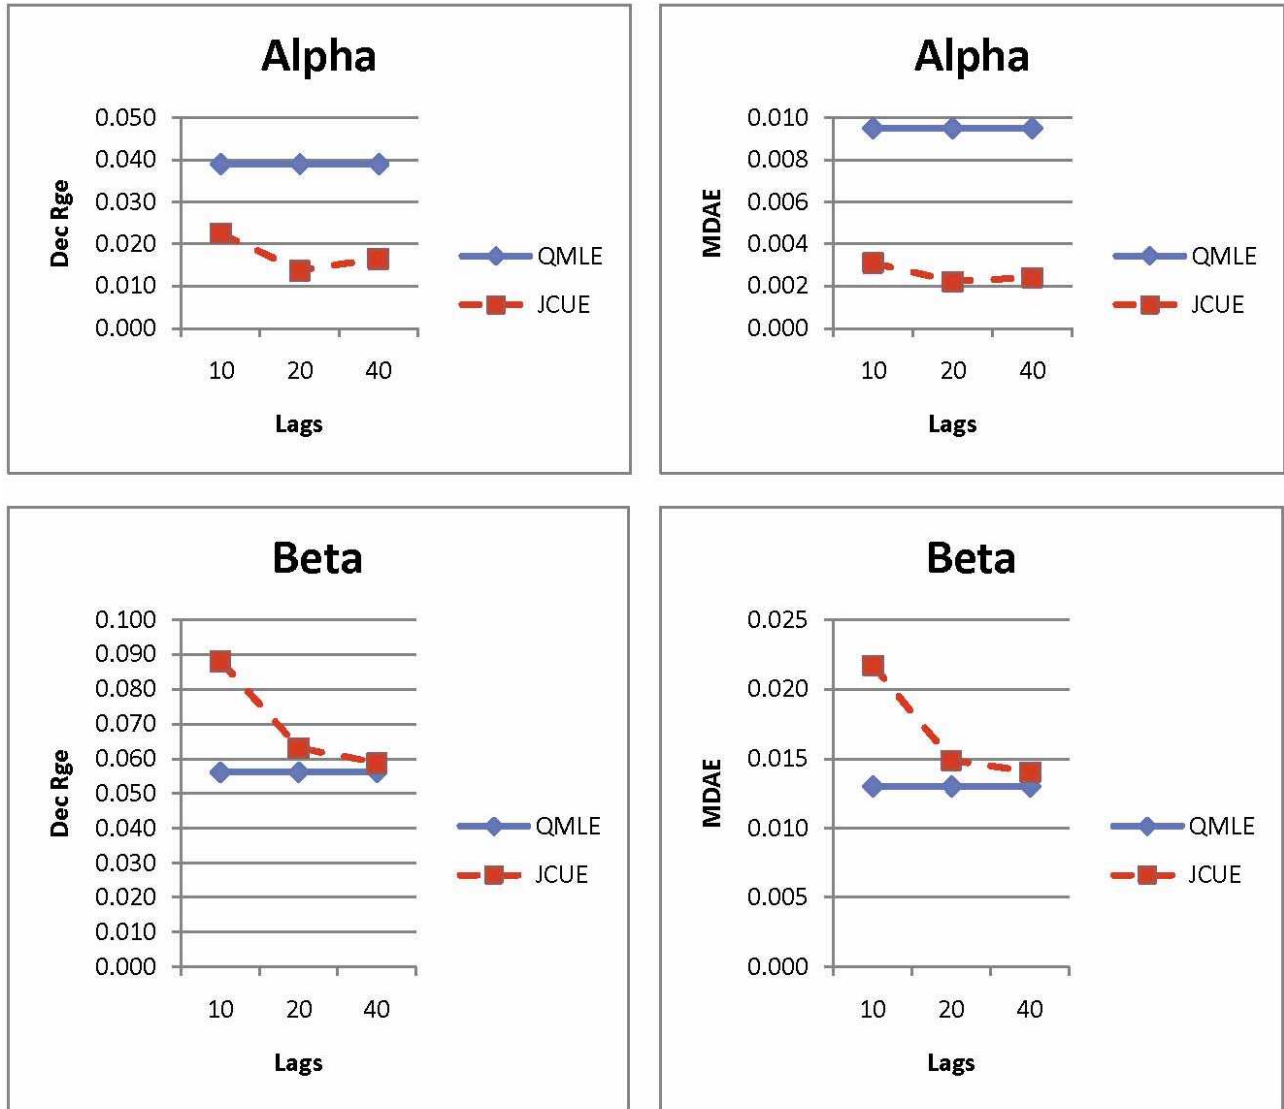 Alpha
0.050
0.040
0.030
0.020
0.010
0.000
Dec Rge
10 20 40
Lags
QMLE
JCUE
Alpha
0.010
0.008
0.006
0.004
0.002
0.000
MDAE
10 20 40
Lags
QMLE
JCUE
Beta
0.100
0.090
0.080
0.070
0.060
0.050
0.040
0.030
0.020
0.010
0.000
Dec Rge
10 20 40
Lags
QMLE
JCUE
Beta
0.025
0.020
0.015
0.010
0.005
0.000
MDAE
10 20 40
Lags
QMLE
JCUE